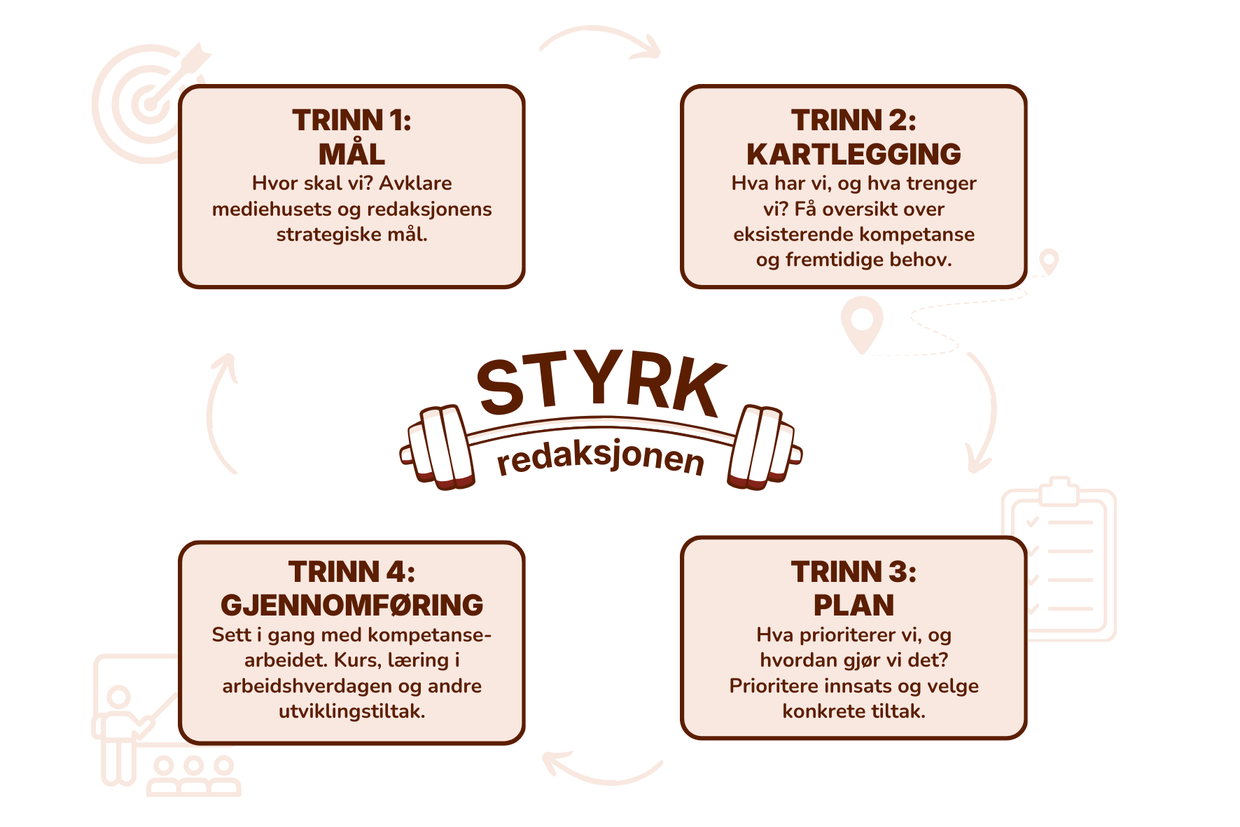 TRINN 1:
MÅL
Hvor skal vi? Avklare
mediehusets og redaksjonens
strategiske mål.
TRINN 2:
KARTLEGGING
Hva har vi, og hva trenger
vi? Få oversikt over
eksisterende kompetanse
og fremtidige behov.
STYRK
redaksjonen
TRINN 4:
GJENNOMFØRING
Sett i gang med kompetanse-
arbeidet. Kurs, læring i
arbeidshverdagen og andre
utviklingstiltak.
TRINN 3:
PLAN
Hva prioriterer vi, og
hvordan gjør vi det?
Prioritere innsats og velge
konkrete tiltak.